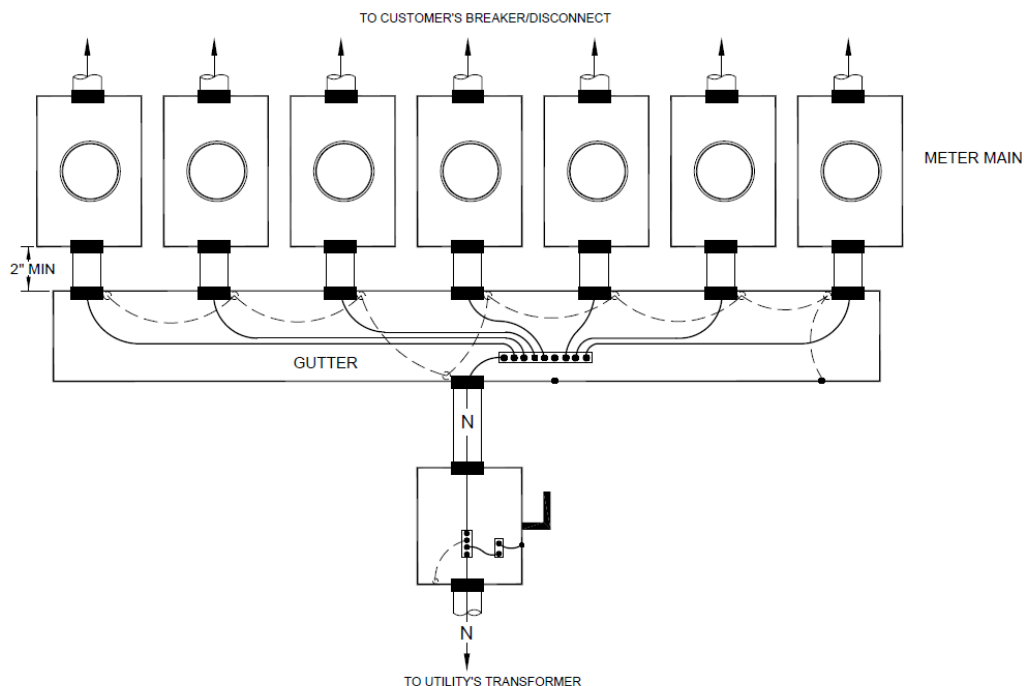 TO CUSTOMER'S BREAKER/DISCONNECT
METER MAIN
2" MIN
GUTTER
N
N
TO UTILITY'S TRANSFORMER